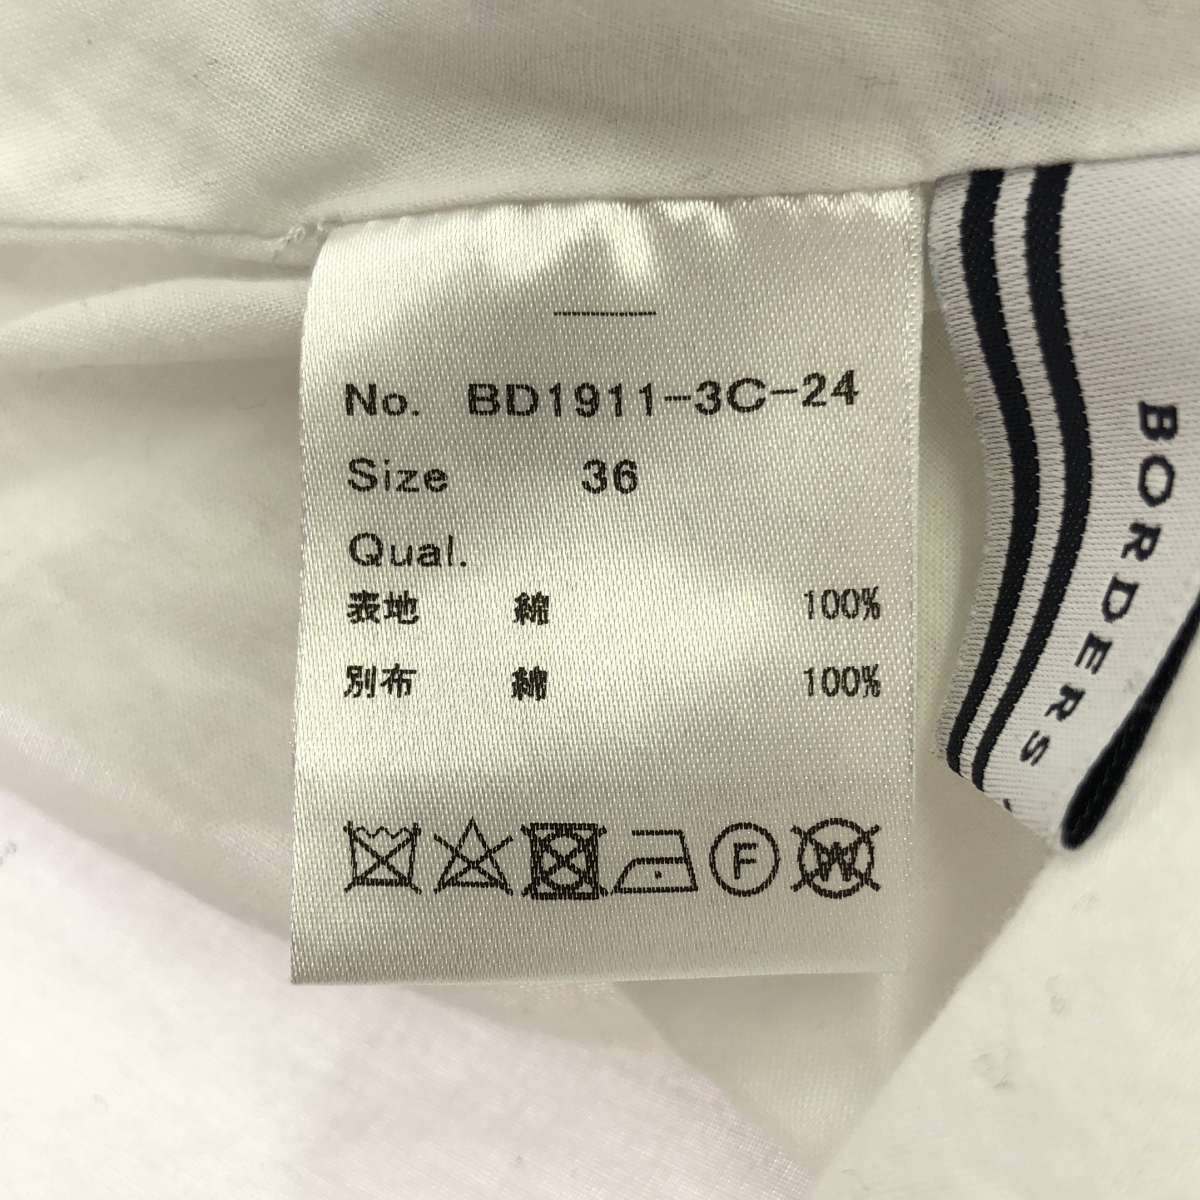 No. BD1911-3C-24
Size 36
Qual.
表地 綿 100%
別布 綿 100%
F W
BORDERS